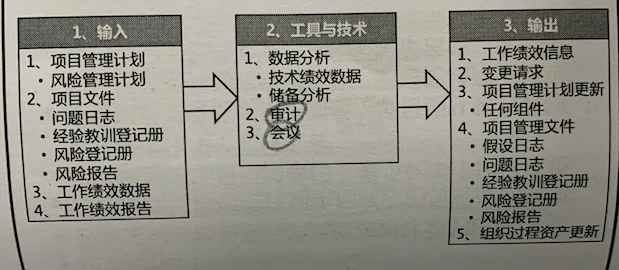 1、输入
1、项目管理计划
·风险管理计划
2、项目文件
·问题日志
·经验教训登记册
·风险登记册
·风险报告
3、工作绩效数据
4、工作绩效报告
2、工具与技术
1、数据分析
·技术绩效数据
·储备分析
2、审计
3、会议
3、输出
1、工作绩效信息
2、变更请求
3、项目管理计划更新
·任何组件
4、项目管理文件
·假设日志
·问题日志
·经验教训登记册
·风险登记册
·风险报告
5、组织过程资产更新